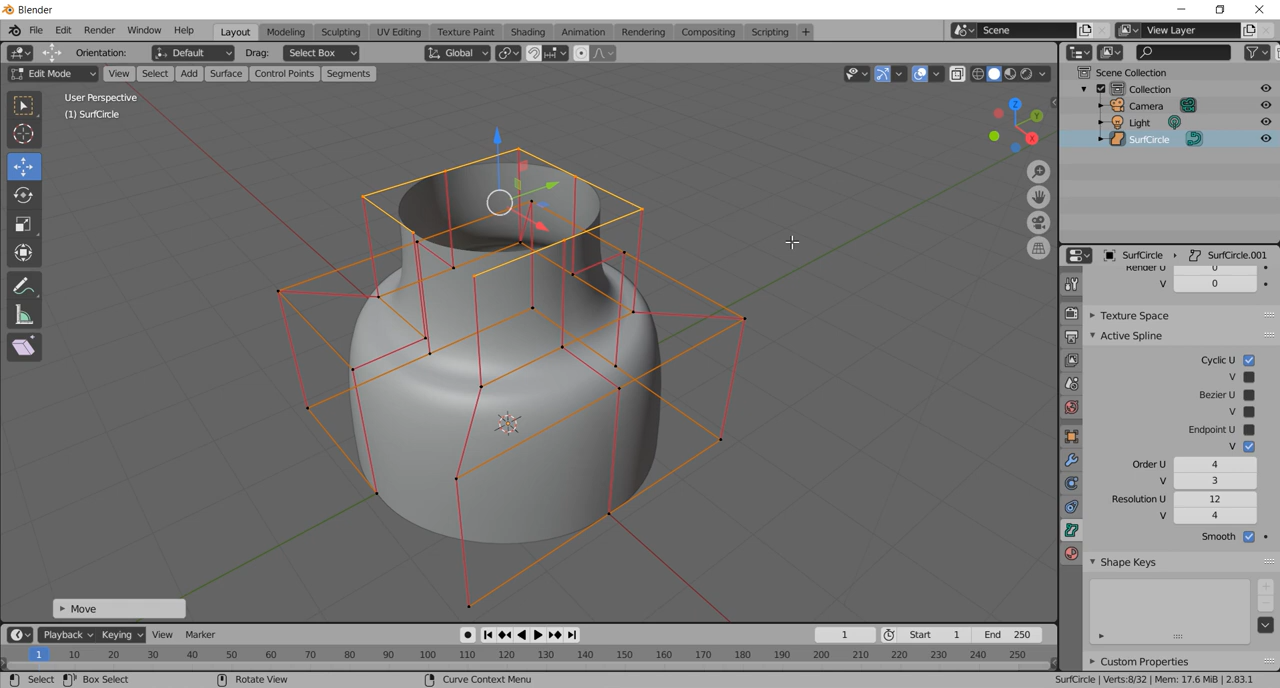 Blender
File Edit Render Window Help Layout Modeling Sculpting UV Editing Texture Paint Shading Animation Rendering Compositing Scripting + Scene View Layer
Orientation: Default Drag: Select Box Global
Edit Mode View Select Add Surface Control Points Segments
User Perspective
(1) SurfCircle
Z
Y
X
Move
Scene Collection
Collection
Camera
Light
SurfCircle
SurfCircle SurfCircle.001
Render U 0
V 0
Texture Space
Active Spline
Cyclic U
V
Bezier U
V
Endpoint U
V
Order U 4
V 3
Resolution U 12
V 4
Smooth
Shape Keys
Custom Properties
Playback Keying View Marker 1 Start 1 End 250
1 10 20 30 40 50 60 70 80 90 100 110 120 130 140 150 160 170 180 190 200 210 220 230 240 250
Select Box Select Rotate View Curve Context Menu SurfCircle | Verts:8/32 | Mem: 17.6 MiB | 2.83.1